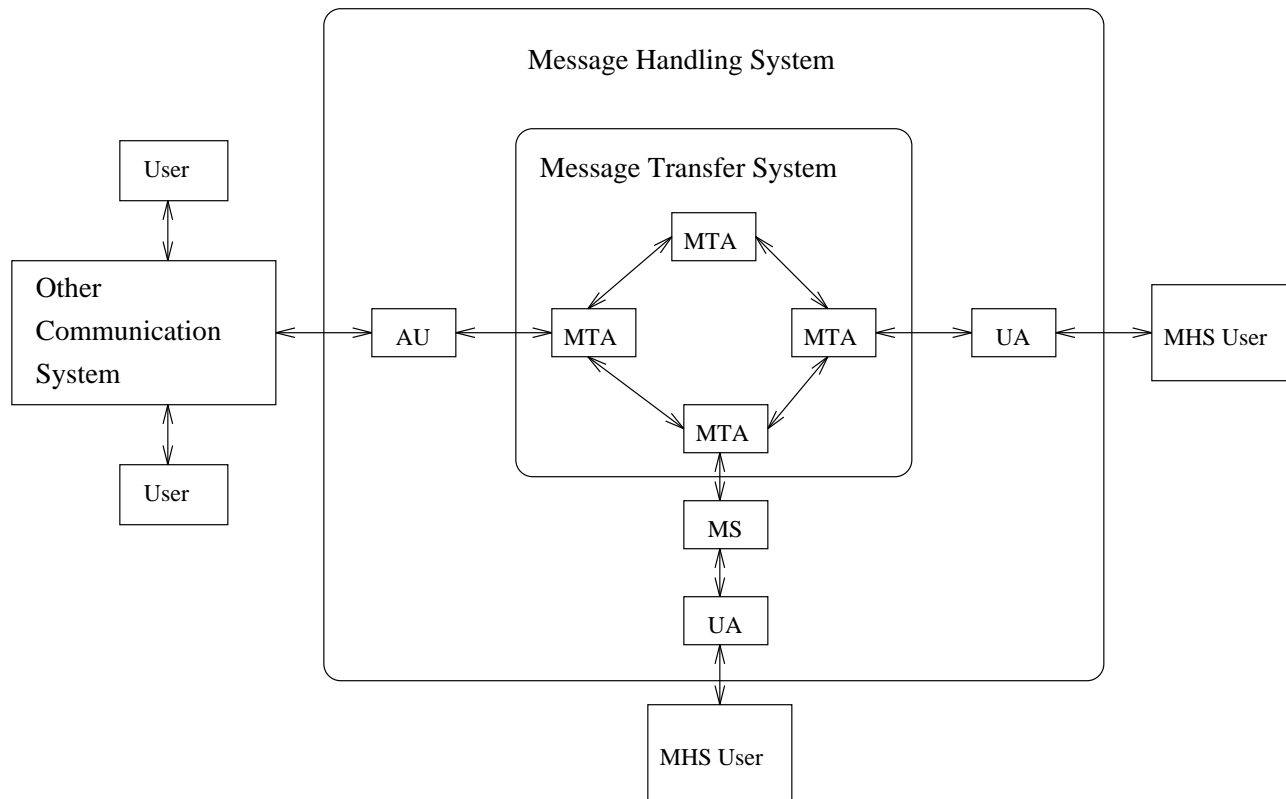 Message Handling System
Message Transfer System
User
MTA
Other
Communication
System
AU
MTA
MTA
UA
MHS User
MTA
User
MS
UA
MHS User